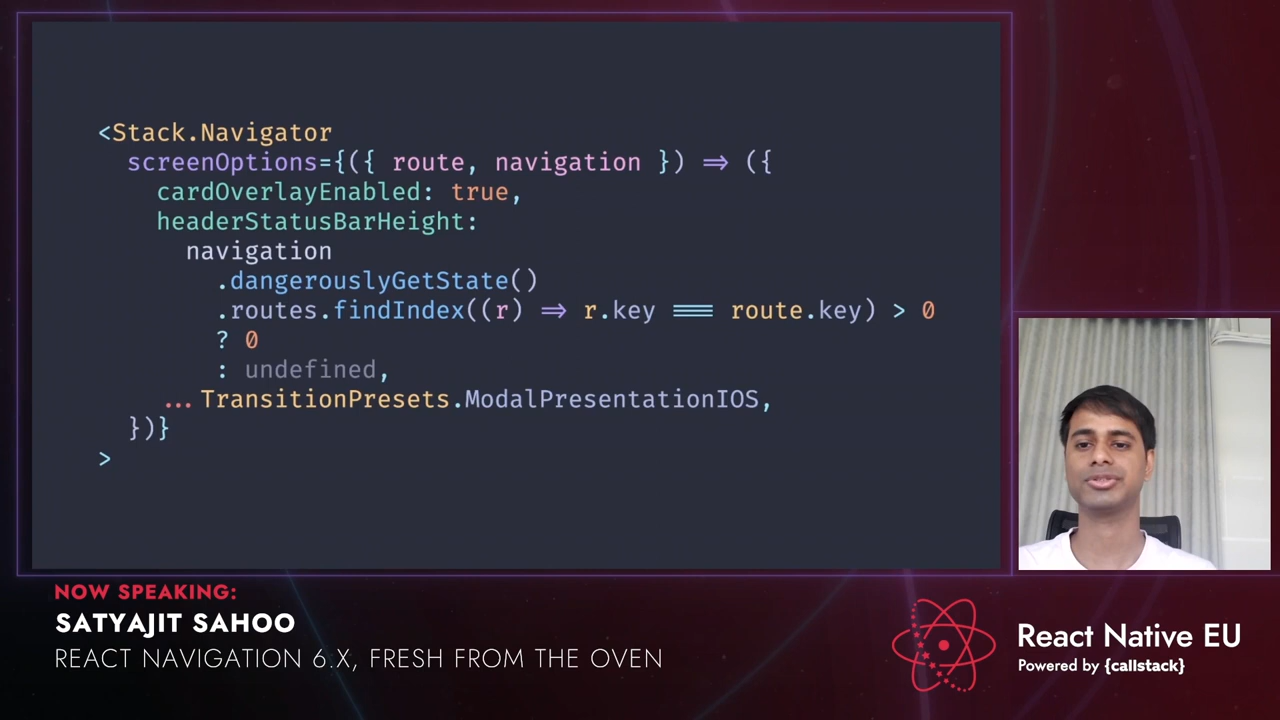 <Stack.Navigator
screenOptions={({ route, navigation }) => ({
cardOverlayEnabled: true,
headerStatusBarHeight:
navigation
.dangerouslyGetState()
.routes.findIndex((r) => r.key === route.key) > 0
? 0
: undefined,
...TransitionPresets.ModalPresentationIOS,
})}
>
NOW SPEAKING:
SATYAJIT SAHOO
REACT NAVIGATION 6.X, FRESH FROM THE OVEN
React Native EU
Powered by {callstack}